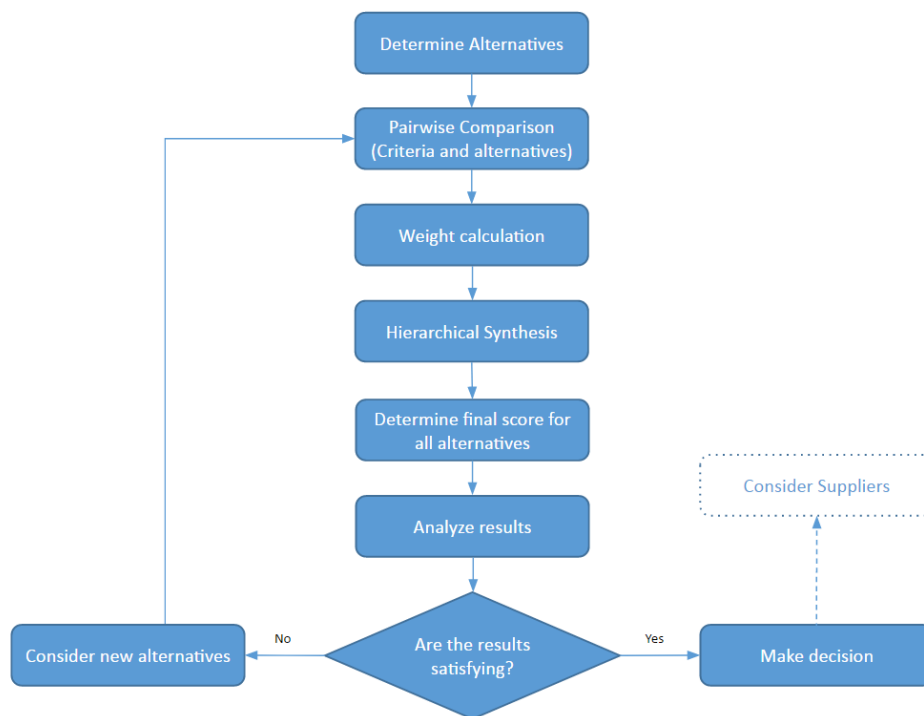 Determine Alternatives
Pairwise Comparison
(Criteria and alternatives)
Weight calculation
Hierarchical Synthesis
Determine final score for
all alternatives
Consider Suppliers
Analyze results
No
Are the results
satisfying?
Yes
Consider new alternatives
Make decision